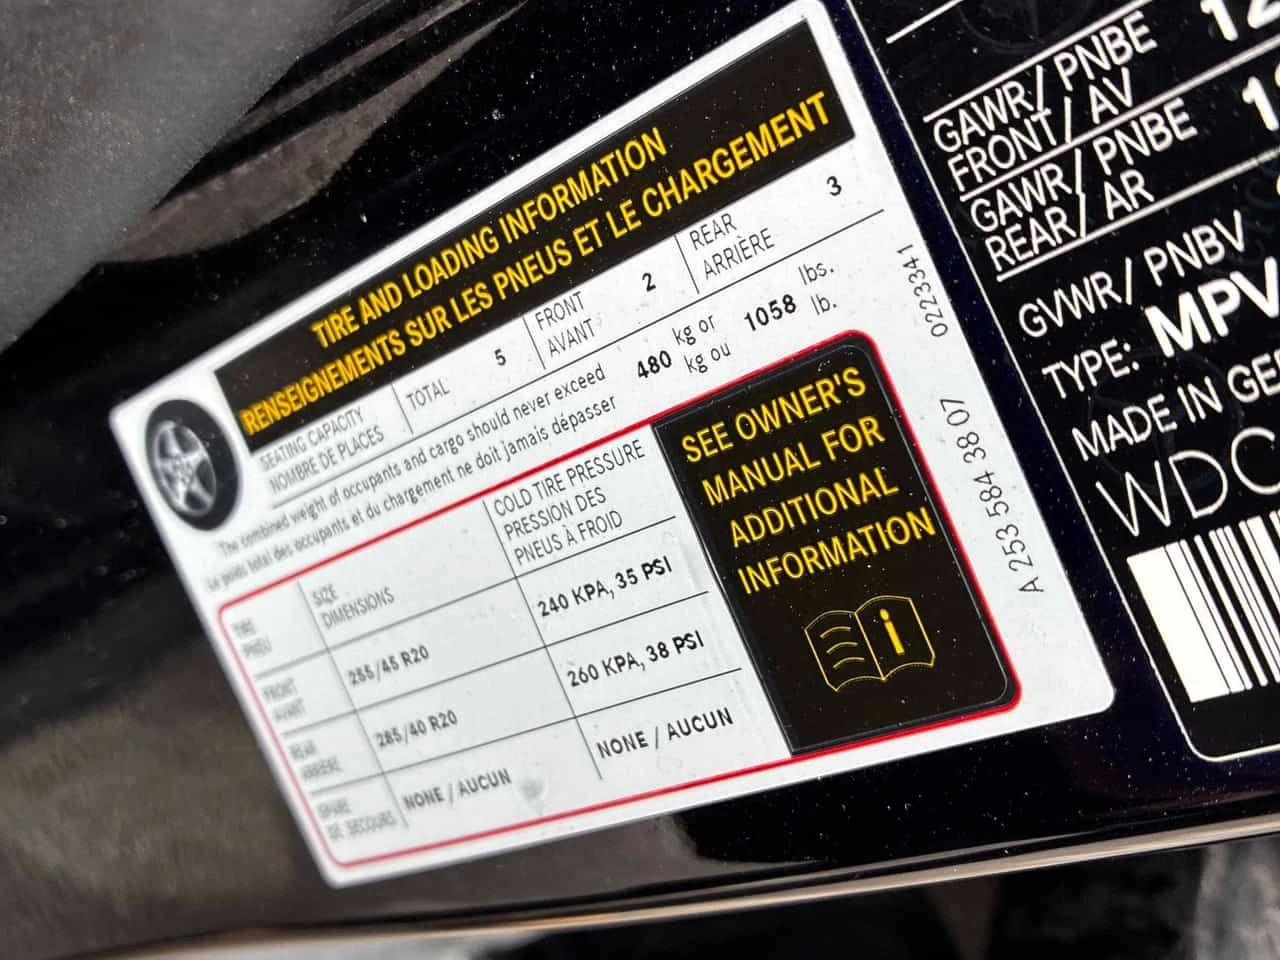 TIRE AND LOADING INFORMATION
RENSEIGNEMENTS SUR LES PNEUS ET LE CHARGEMENT
SEATING CAPACITY
NOMBRE DE PLACES
TOTAL 5
FRONT
AVANT
2
REAR
ARRIÈRE
3
The combined weight of occupants and cargo should never exceed 480 kg or 1058 lbs.
Le poids total des occupants et du chargement ne doit jamais dépasser kg ou lb.
TIRE
PNEU
SIZE
DIMENSIONS
COLD TIRE PRESSURE
PRESSION DES
PNEUS À FROID
FRONT
AVANT
255/45 R20
240 KPA, 35 PSI
REAR
ARRIÈRE
285/40 R20
260 KPA, 38 PSI
SPARE
DE SECOURS
NONE / AUCUN
NONE / AUCUN
SEE OWNER'S
MANUAL FOR
ADDITIONAL
INFORMATION
i
0223341
A 253 584 38 07
GAWR/ PNBE
FRONT/ AV
GAWR/ PNBE
REAR/ AR
GVWR/ PNBV
TYPE: MPV
MADE IN GE
WDC